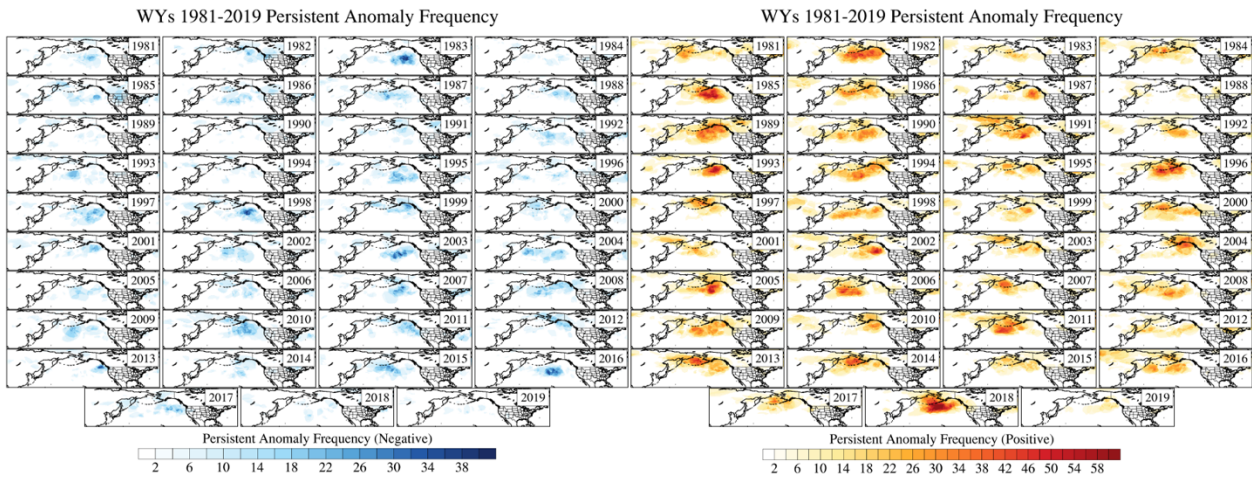 WYs 1981-2019 Persistent Anomaly Frequency
1981 1982 1983 1984
1985 1986 1987 1988
1989 1990 1991 1992
1993 1994 1995 1996
1997 1998 1999 2000
2001 2002 2003 2004
2005 2006 2007 2008
2009 2010 2011 2012
2013 2014 2015 2016
2017 2018 2019
Persistent Anomaly Frequency (Negative)
2 6 10 14 18 22 26 30 34 38
WYs 1981-2019 Persistent Anomaly Frequency
1981 1982 1983 1984
1985 1986 1987 1988
1989 1990 1991 1992
1993 1994 1995 1996
1997 1998 1999 2000
2001 2002 2003 2004
2005 2006 2007 2008
2009 2010 2011 2012
2013 2014 2015 2016
2017 2018 2019
Persistent Anomaly Frequency (Positive)
2 6 10 14 18 22 26 30 34 38 42 46 50 54 58